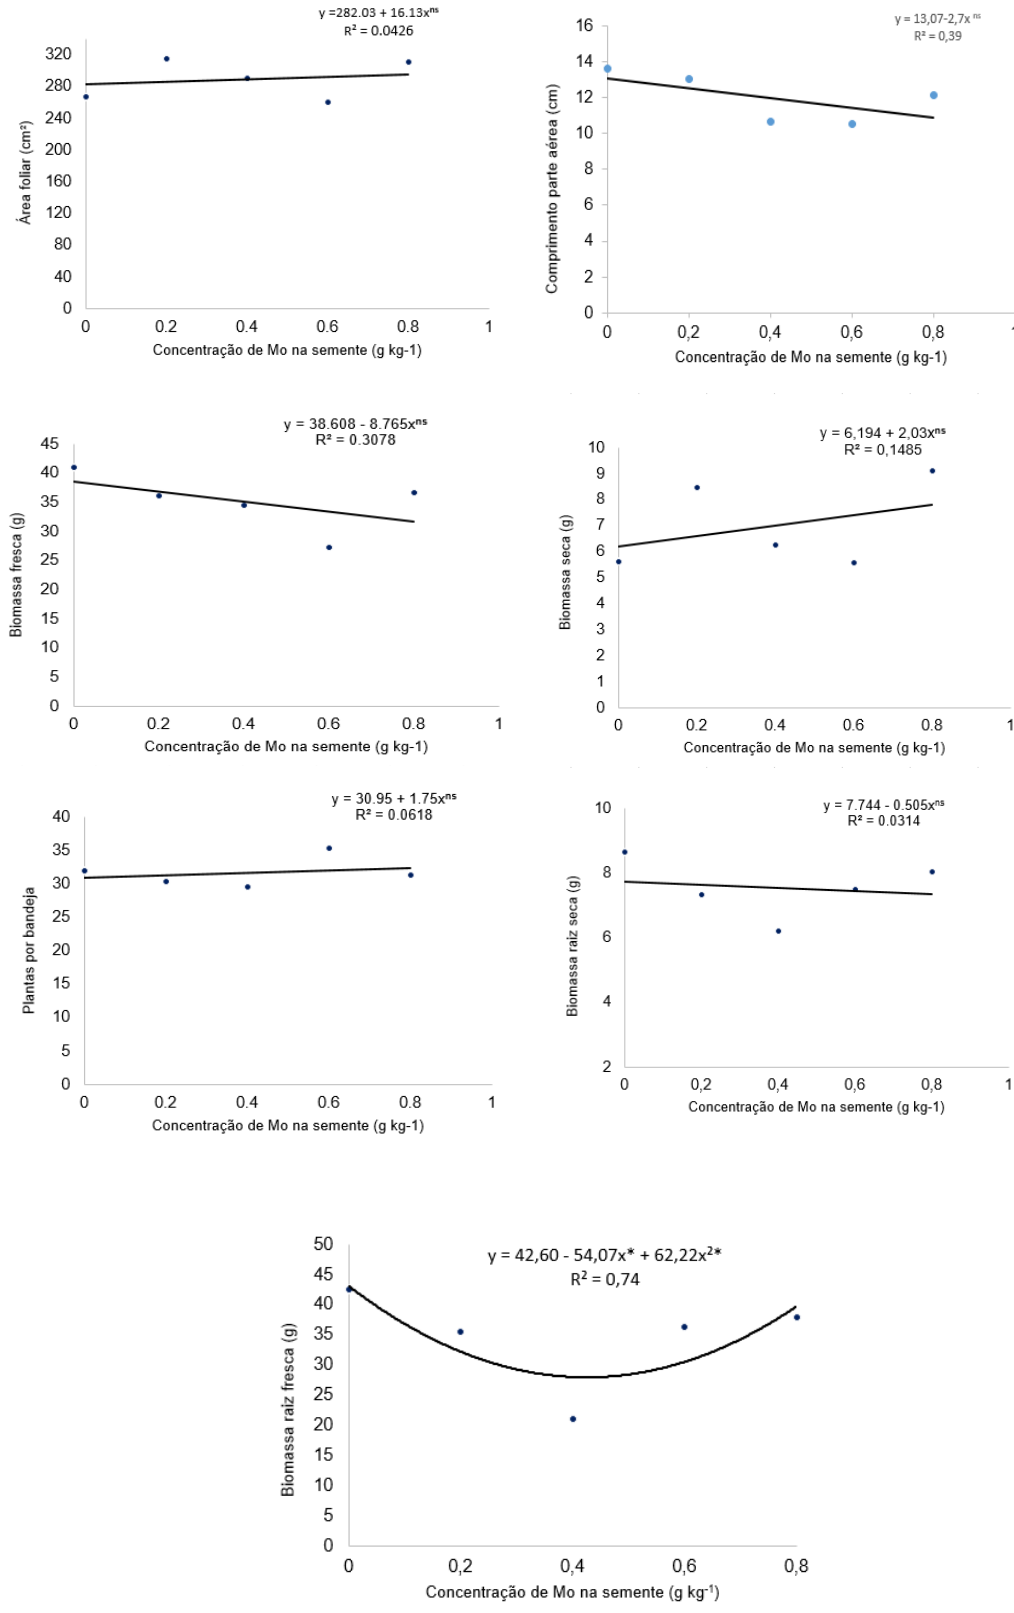 y =282.03 + 16.13xⁿˢ
R² = 0.0426
Área foliar (cm²)
320
280
240
200
160
120
80
40
0
0 0.2 0.4 0.6 0.8 1
Concentração de Mo na semente (g kg-1)
y = 13,07-2,7x ⁿˢ
R² = 0,39
Comprimento parte aérea (cm)
16
14
12
10
8
6
4
2
0
0 0,2 0,4 0,6 0,8
Concentração de Mo na semente (g kg-1)
y = 38.608 - 8.765xⁿˢ
R² = 0.3078
Biomassa fresca (g)
45
40
35
30
25
20
15
10
5
0
0 0.2 0.4 0.6 0.8 1
Concentração de Mo na semente (g kg-1)
y = 6,194 + 2,03xⁿˢ
R² = 0,1485
Biomassa seca (g)
10
9
8
7
6
5
4
3
2
1
0
0 0.2 0.4 0.6 0.8 1
Concentração de Mo na semente (g kg-1)
y = 30.95 + 1.75xⁿˢ
R² = 0.0618
Plantas por bandeja
40
35
30
25
20
15
10
5
0
0 0.2 0.4 0.6 0.8 1
Concentração de Mo na semente (g kg-1)
y = 7.744 - 0.505xⁿˢ
R² = 0.0314
Biomassa raiz seca (g)
10
8
6
4
2
0 0,2 0,4 0,6 0,8 1
Concentração de Mo na semente (g kg-1)
y = 42,60 - 54,07x* + 62,22x²*
R² = 0,74
Biomassa raiz fresca (g)
50
45
40
35
30
25
20
15
10
5
0
0 0,2 0,4 0,6 0,8
Concentração de Mo na semente (g kg⁻¹)